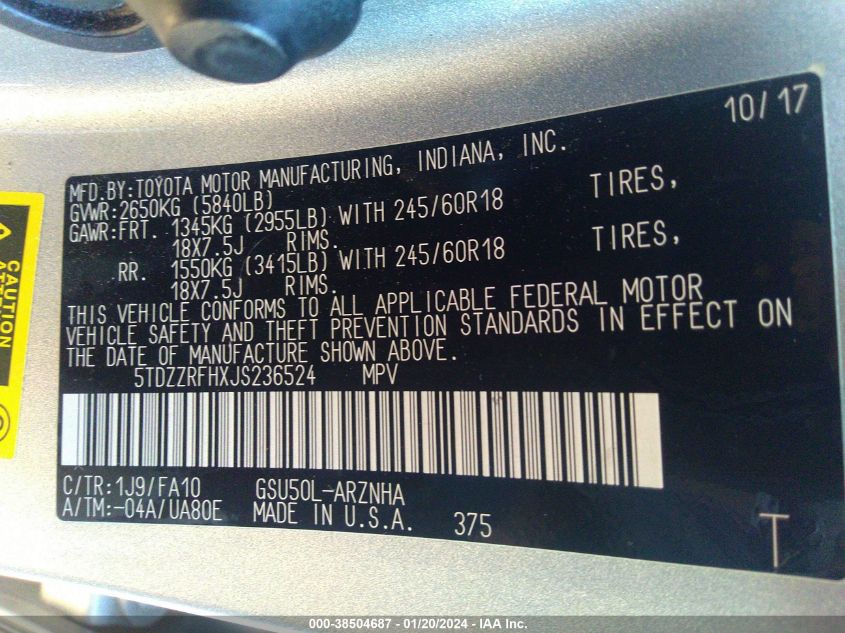 10/17
MFD.BY:TOYOTA MOTOR MANUFACTURING, INDIANA, INC.
GVWR:2650KG (5840LB)
GAWR:FRT. 1345KG (2955LB) WITH 245/60R18 TIRES,
18X7.5J RIMS.
RR. 1550KG (3415LB) WITH 245/60R18 TIRES,
18X7.5J RIMS.
THIS VEHICLE CONFORMS TO ALL APPLICABLE FEDERAL MOTOR
VEHICLE SAFETY AND THEFT PREVENTION STANDARDS IN EFFECT ON
THE DATE OF MANUFACTURE SHOWN ABOVE.
5TDZZRFHXJS236524 MPV
C/TR:1J9/FA10 GSU50L-ARZNHA
A/TM:-04A/UA80E MADE IN U.S.A. 375
T
CAUTION
000-38504687 - 01/20/2024 - IAA Inc.